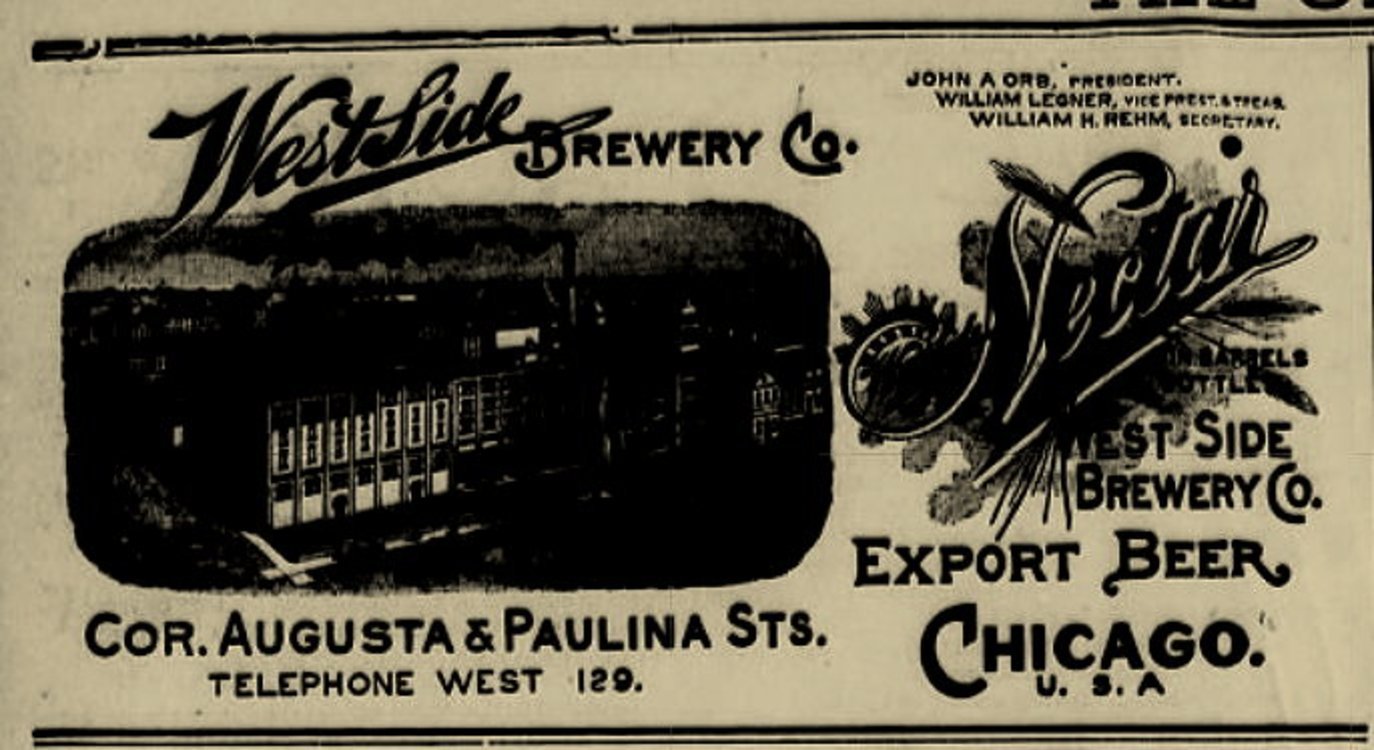 West Side Brewery Co.
JOHN A ORB, PRESIDENT.
WILLIAM LEGNER, VICE PREST. & TREAS.
WILLIAM H. REHM, SECRETARY.
Nectar
IN BARRELS
BOTTLES
WEST SIDE
BREWERY CO.
EXPORT BEER
CHICAGO.
U. S. A
COR. AUGUSTA & PAULINA STS.
TELEPHONE WEST 129.